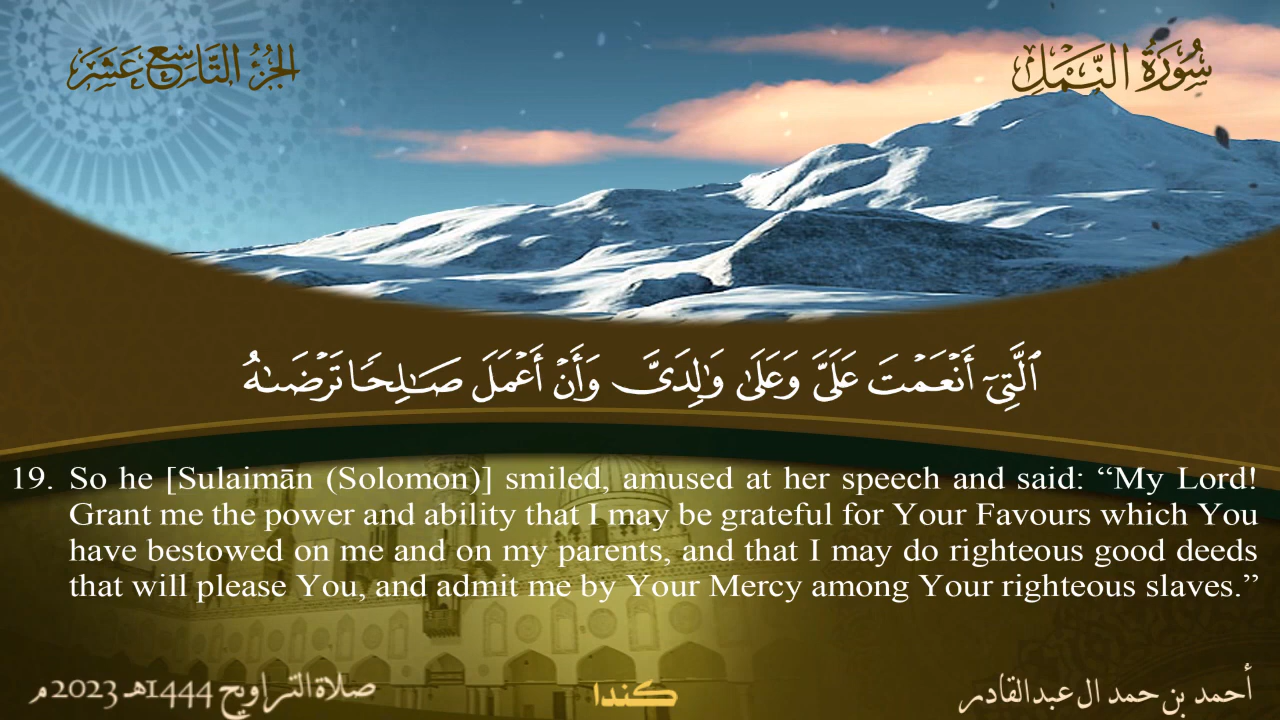 سُورَةُ النَّمْلِ
الجُزْءُ التَّاسِعَ عَشَرَ
ٱلَّتِىٓ أَنْعَمْتَ عَلَىَّ وَعَلَىٰ وَٰلِدَىَّ وَأَنْ أَعْمَلَ صَـٰلِحًا تَرْضَىٰهُ
19. So he [Sulaimān (Solomon)] smiled, amused at her speech and said: “My Lord!
Grant me the power and ability that I may be grateful for Your Favours which You
have bestowed on me and on my parents, and that I may do righteous good deeds
that will please You, and admit me by Your Mercy among Your righteous slaves.”
أحمد بن حمد ال عبدالقادر
كندا
صلاة التراويح 1444هـ 2023 م